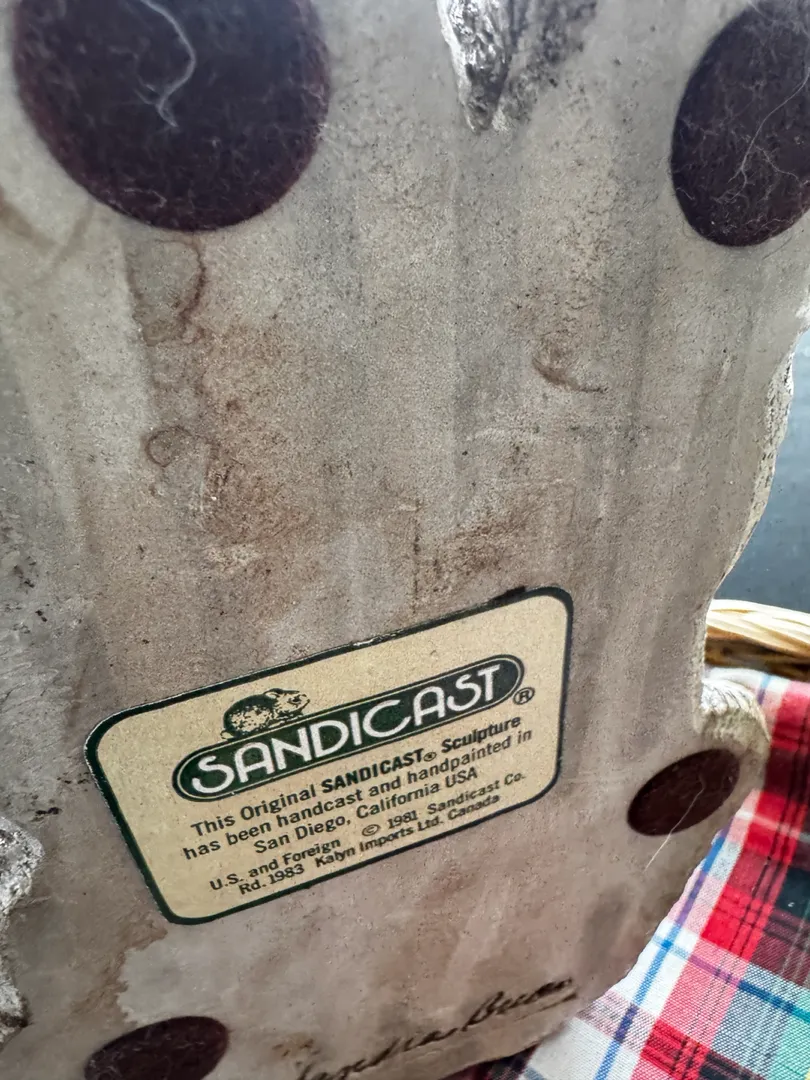 SANDICAST®
This Original SANDICAST® Sculpture
has been handcast and handpainted in
San Diego, California USA
U.S. and Foreign © 1981 Sandicast Co.
Rd. 1983 Kalyn Imports Ltd. Canada